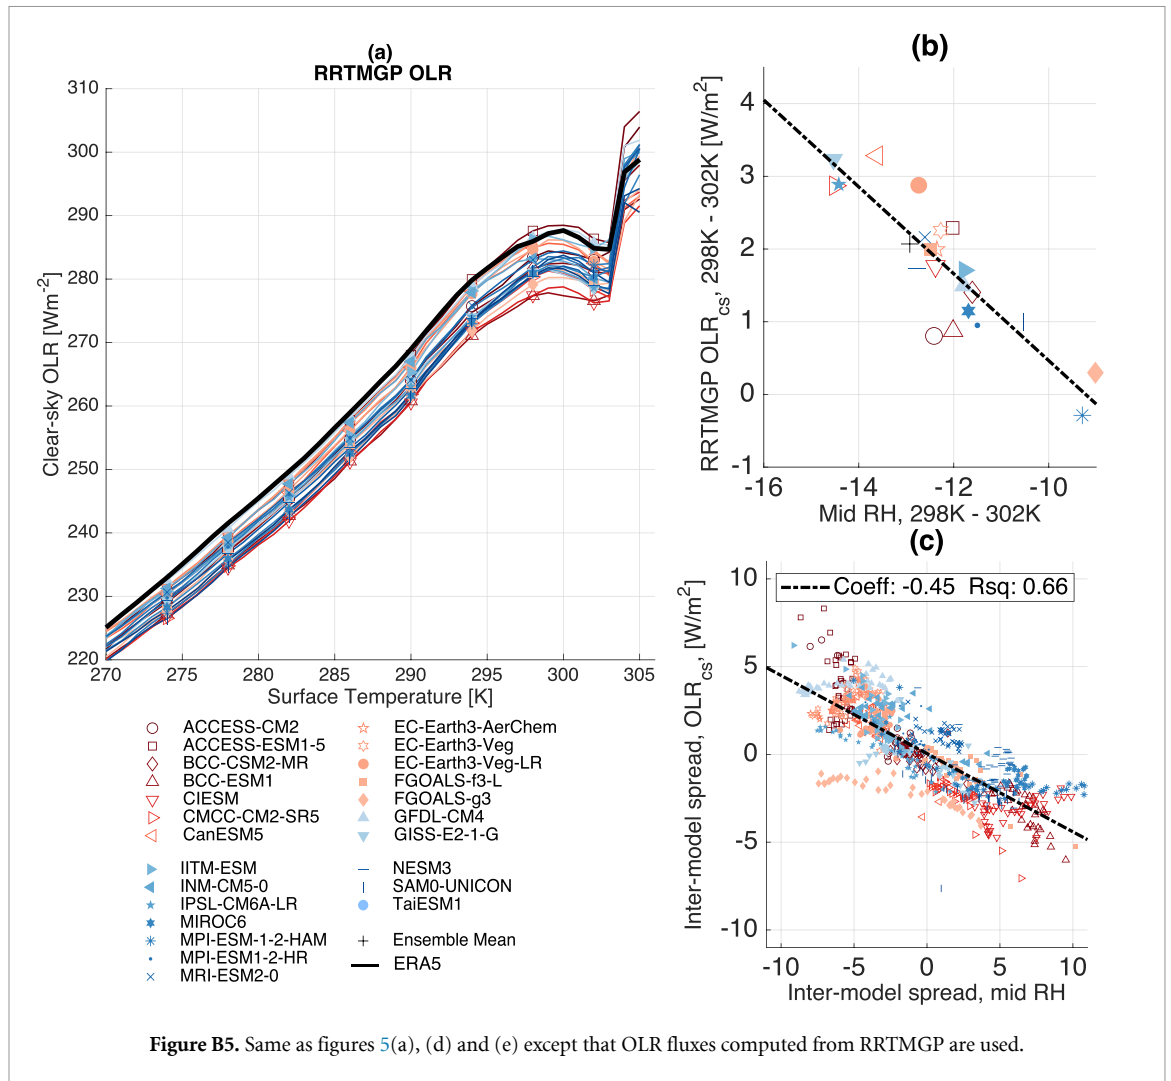 (a)
RRTMGP OLR
310
300
290
280
270
260
250
240
230
220
Clear-sky OLR [Wm-2]
270
275
280
285
290
295
300
305
Surface Temperature [K]
(b)
4
3
2
1
0
-1
RRTMGP OLRcs, 298K - 302K [W/m2]
-16
-14
-12
-10
Mid RH, 298K - 302K
(c)
Coeff: -0.45 Rsq: 0.66
10
5
0
-5
-10
Inter-model spread, OLRcs, [W/m2]
-10
-5
0
5
10
Inter-model spread, mid RH
ACCESS-CM2
ACCESS-ESM1-5
BCC-CSM2-MR
BCC-ESM1
CIESM
CMCC-CM2-SR5
CanESM5
EC-Earth3-AerChem
EC-Earth3-Veg
EC-Earth3-Veg-LR
FGOALS-f3-L
FGOALS-g3
GFDL-CM4
GISS-E2-1-G
IITM-ESM
INM-CM5-0
IPSL-CM6A-LR
MIROC6
MPI-ESM-1-2-HAM
MPI-ESM1-2-HR
MRI-ESM2-0
NESM3
SAM0-UNICON
TaiESM1
Ensemble Mean
ERA5
Figure B5. Same as figures 5(a), (d) and (e) except that OLR fluxes computed from RRTMGP are used.